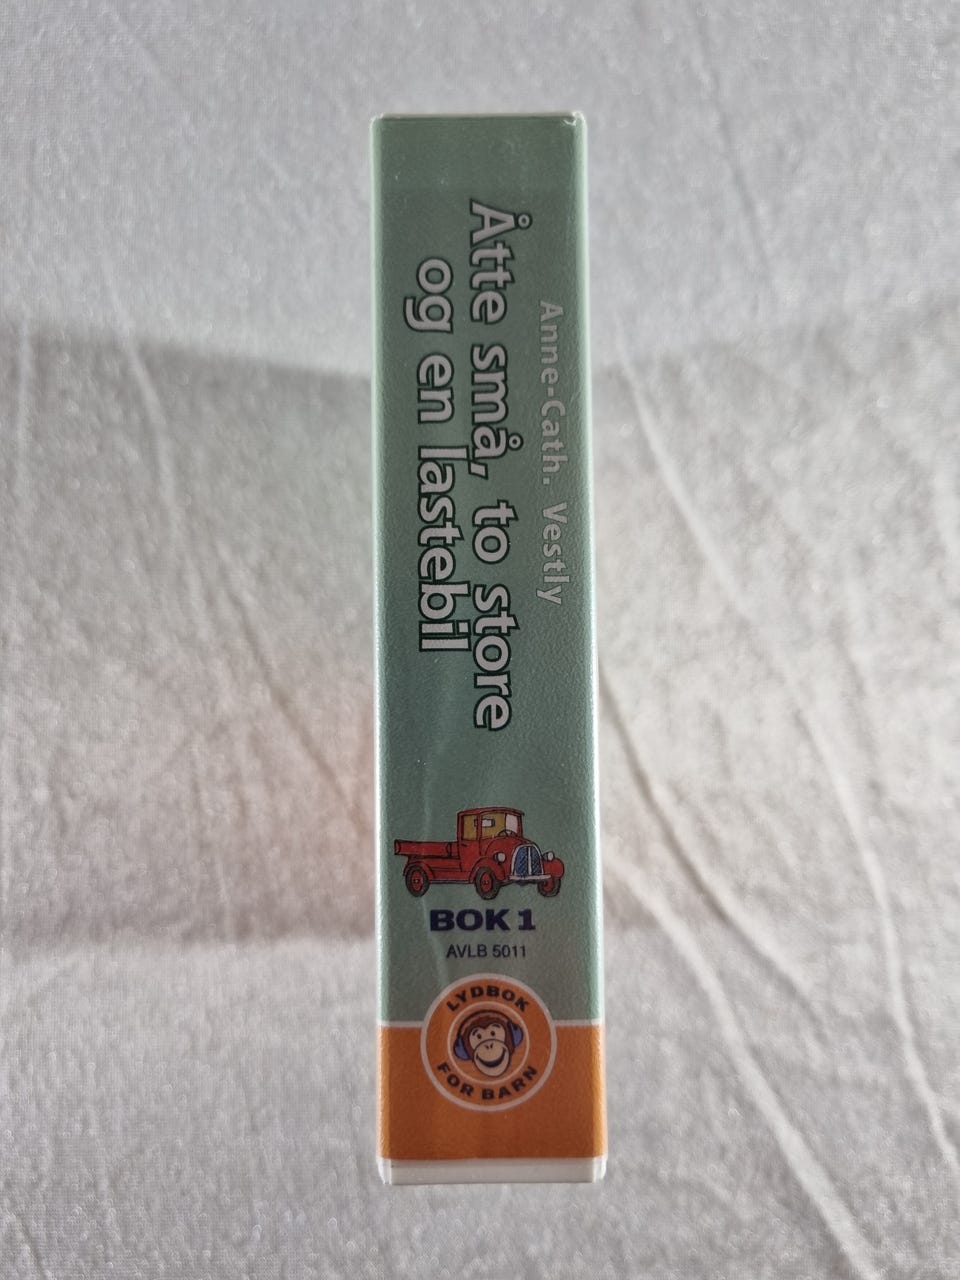 Anne-Cath. Vestly
Åtte små, to store
og en lastebil
BOK 1
AVLB 5011
LYDBOK
FOR BARN